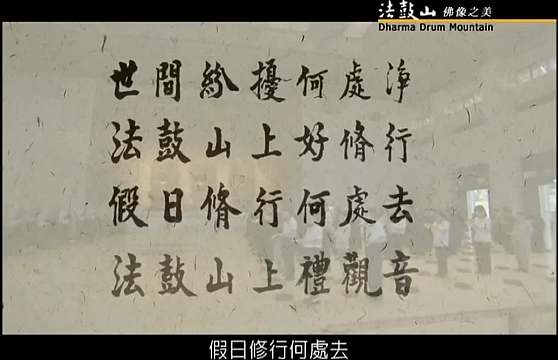 法鼓山 佛像之美
Dharma Drum Mountain
世間紛擾何處淨
法鼓山上好脩行
假日脩行何處去
法鼓山上禮觀音
假日修行何處去